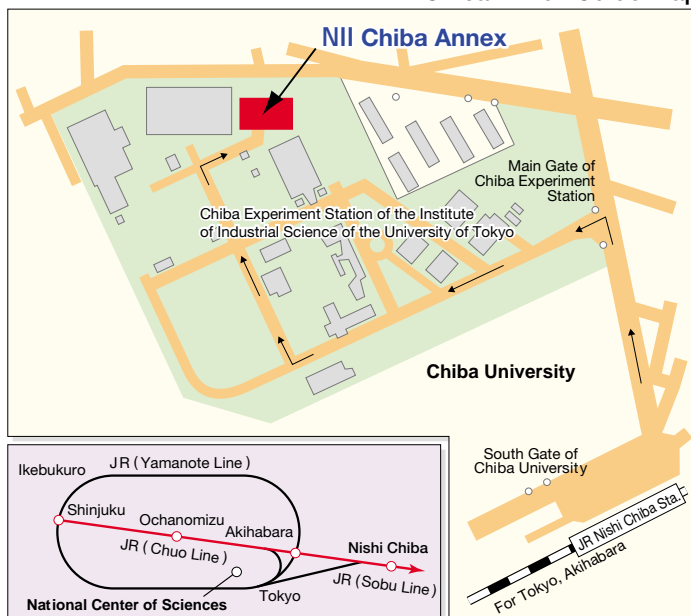 NII Chiba Annex
Main Gate of
Chiba Experiment
Station
Chiba Experiment Station of the Institute
of Industrial Science of the University of Tokyo
Chiba University
South Gate of
Chiba University
JR Nishi Chiba Sta.
For Tokyo, Akihabara
JR (Yamanote Line)
Ikebukuro
Shinjuku
Ochanomizu
Akihabara
JR (Chuo Line)
Nishi Chiba
JR (Sobu Line)
Tokyo
National Center of Sciences